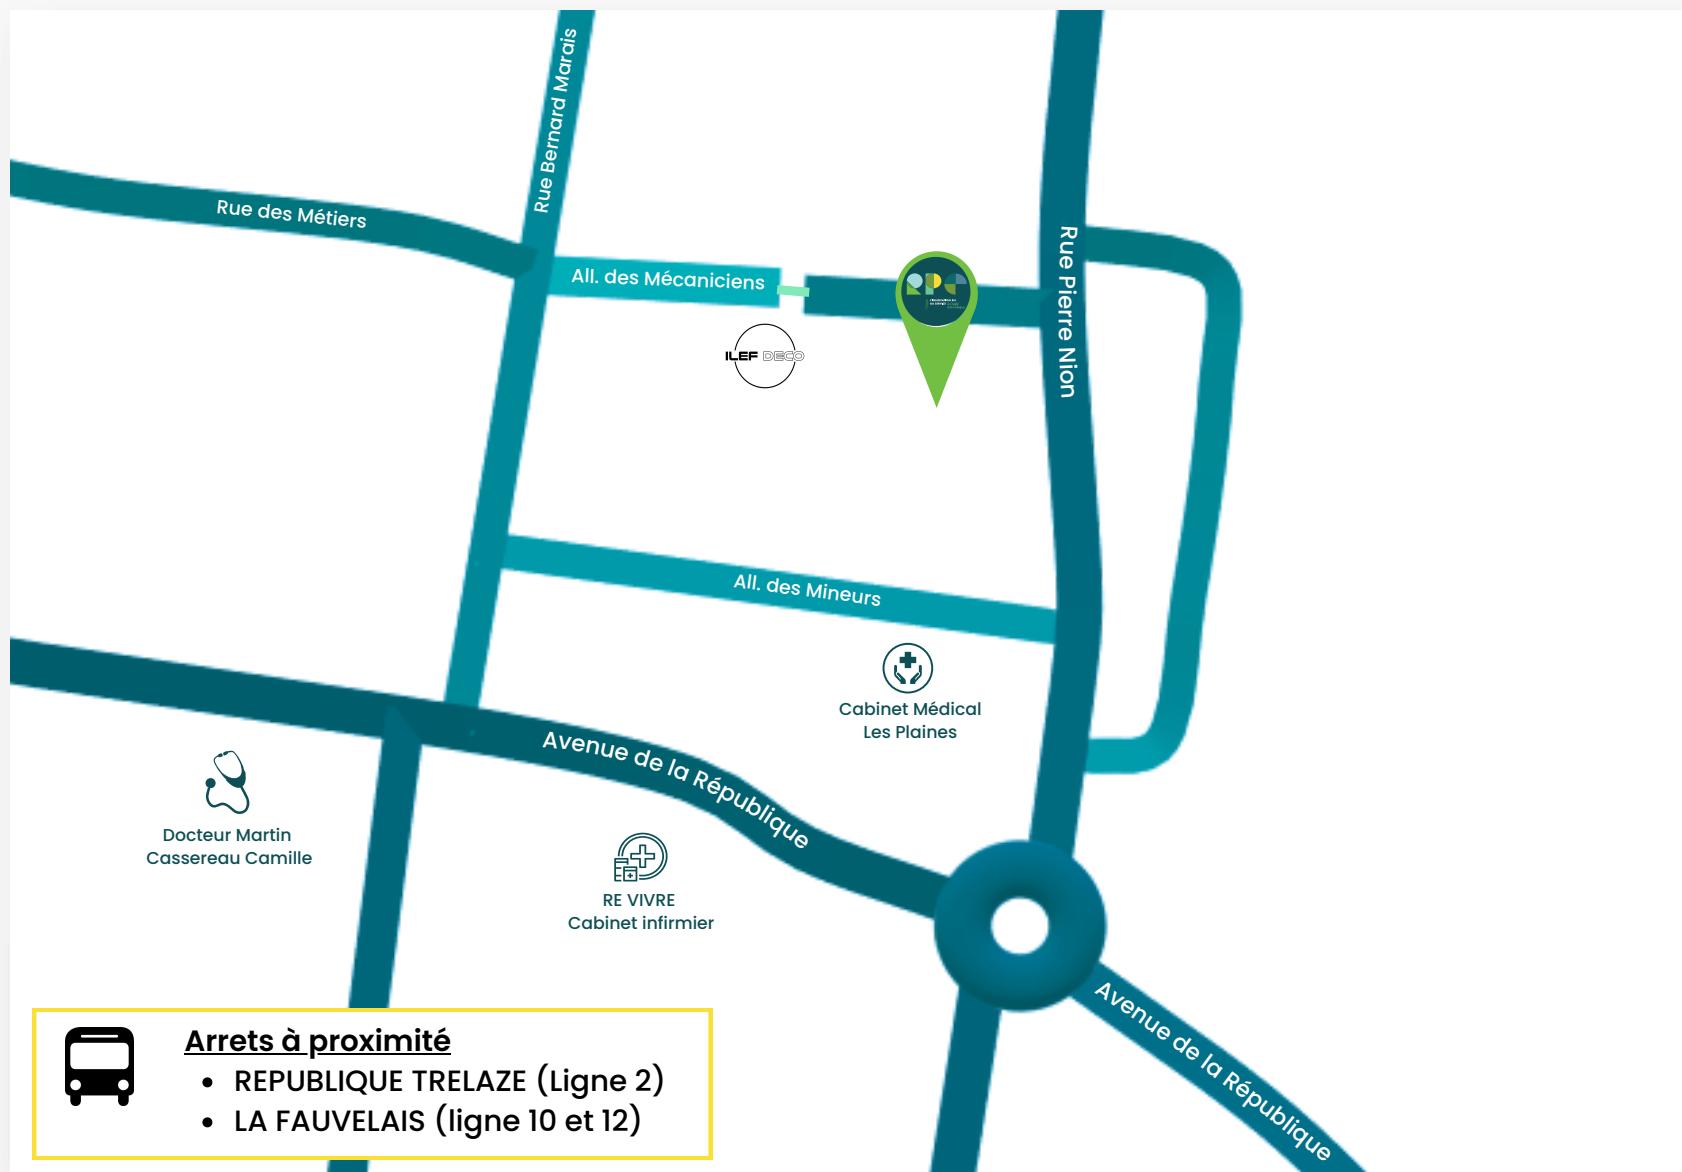 Rue Bernard Marais
Rue des Métiers
All. des Mécaniciens
RPC
Rue Pierre Nion
ILEF DECO
All. des Mineurs
Cabinet Médical
Les Plaines
Avenue de la République
Docteur Martin
Cassereau Camille
RE VIVRE
Cabinet infirmier
Avenue de la République
Arrets à proximité
• REPUBLIQUE TRELAZE (Ligne 2)
• LA FAUVELAIS (ligne 10 et 12)